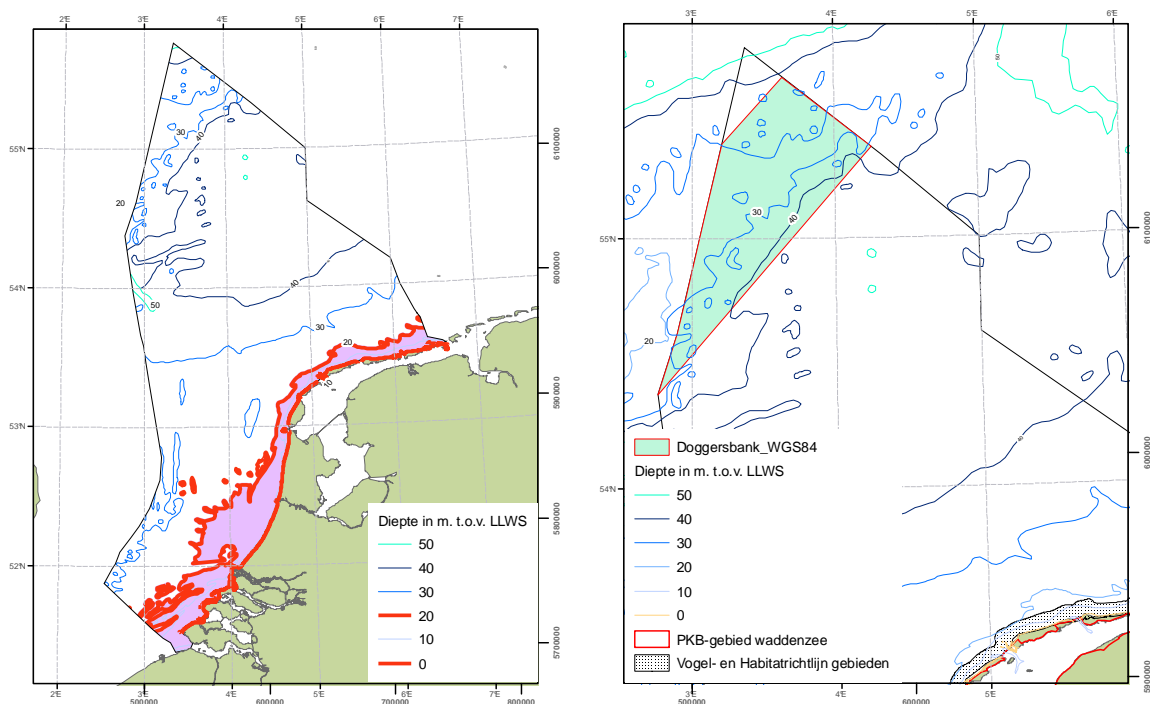 2°E 3°E 4°E 5°E 6°E 7°E
55°N
54°N
53°N
52°N
6100000
6000000
5900000
5800000
5700000
30
40
20
50
40
30
20
10
Diepte in m. t.o.v. LLWS
50
40
30
20
10
0
2°E 3°E 4°E 5°E 6°E 7°E
500000 600000 700000 800000
3°E 4°E 5°E 6°E
55°N
54°N
6100000
6000000
5900000
50
30
40
20
40
Doggersbank_WGS84
Diepte in m. t.o.v. LLWS
50
40
30
20
10
0
PKB-gebied waddenzee
Vogel- en Habitatrichtlijn gebieden
3°E 4°E 5°E
500000 600000